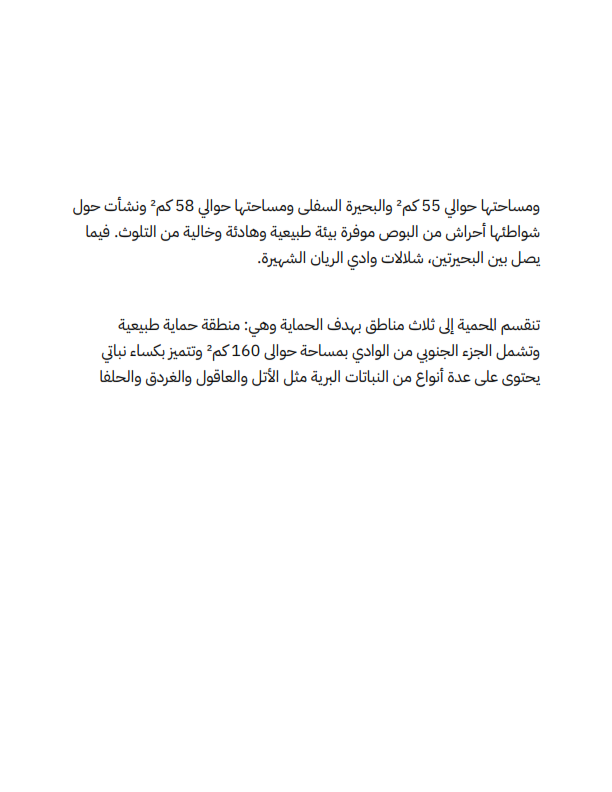 ومساحتها حوالي 55 كم² والبحيرة السفلى ومساحتها حوالي 58 كم² ونشأت حول
شواطئها أحراش من البوص موفرة بيئة طبيعية وهادئة وخالية من التلوث. فيما
يصل بين البحيرتين، شلالات وادي الريان الشهيرة.
تنقسم المحمية إلى ثلاث مناطق بهدف الحماية وهي: منطقة حماية طبيعية
وتشمل الجزء الجنوبي من الوادي بمساحة حوالى 160 كم² وتتميز بكساء نباتي
يحتوى على عدة أنواع من النباتات البرية مثل الأتل والعاقول والغردق والحلفا